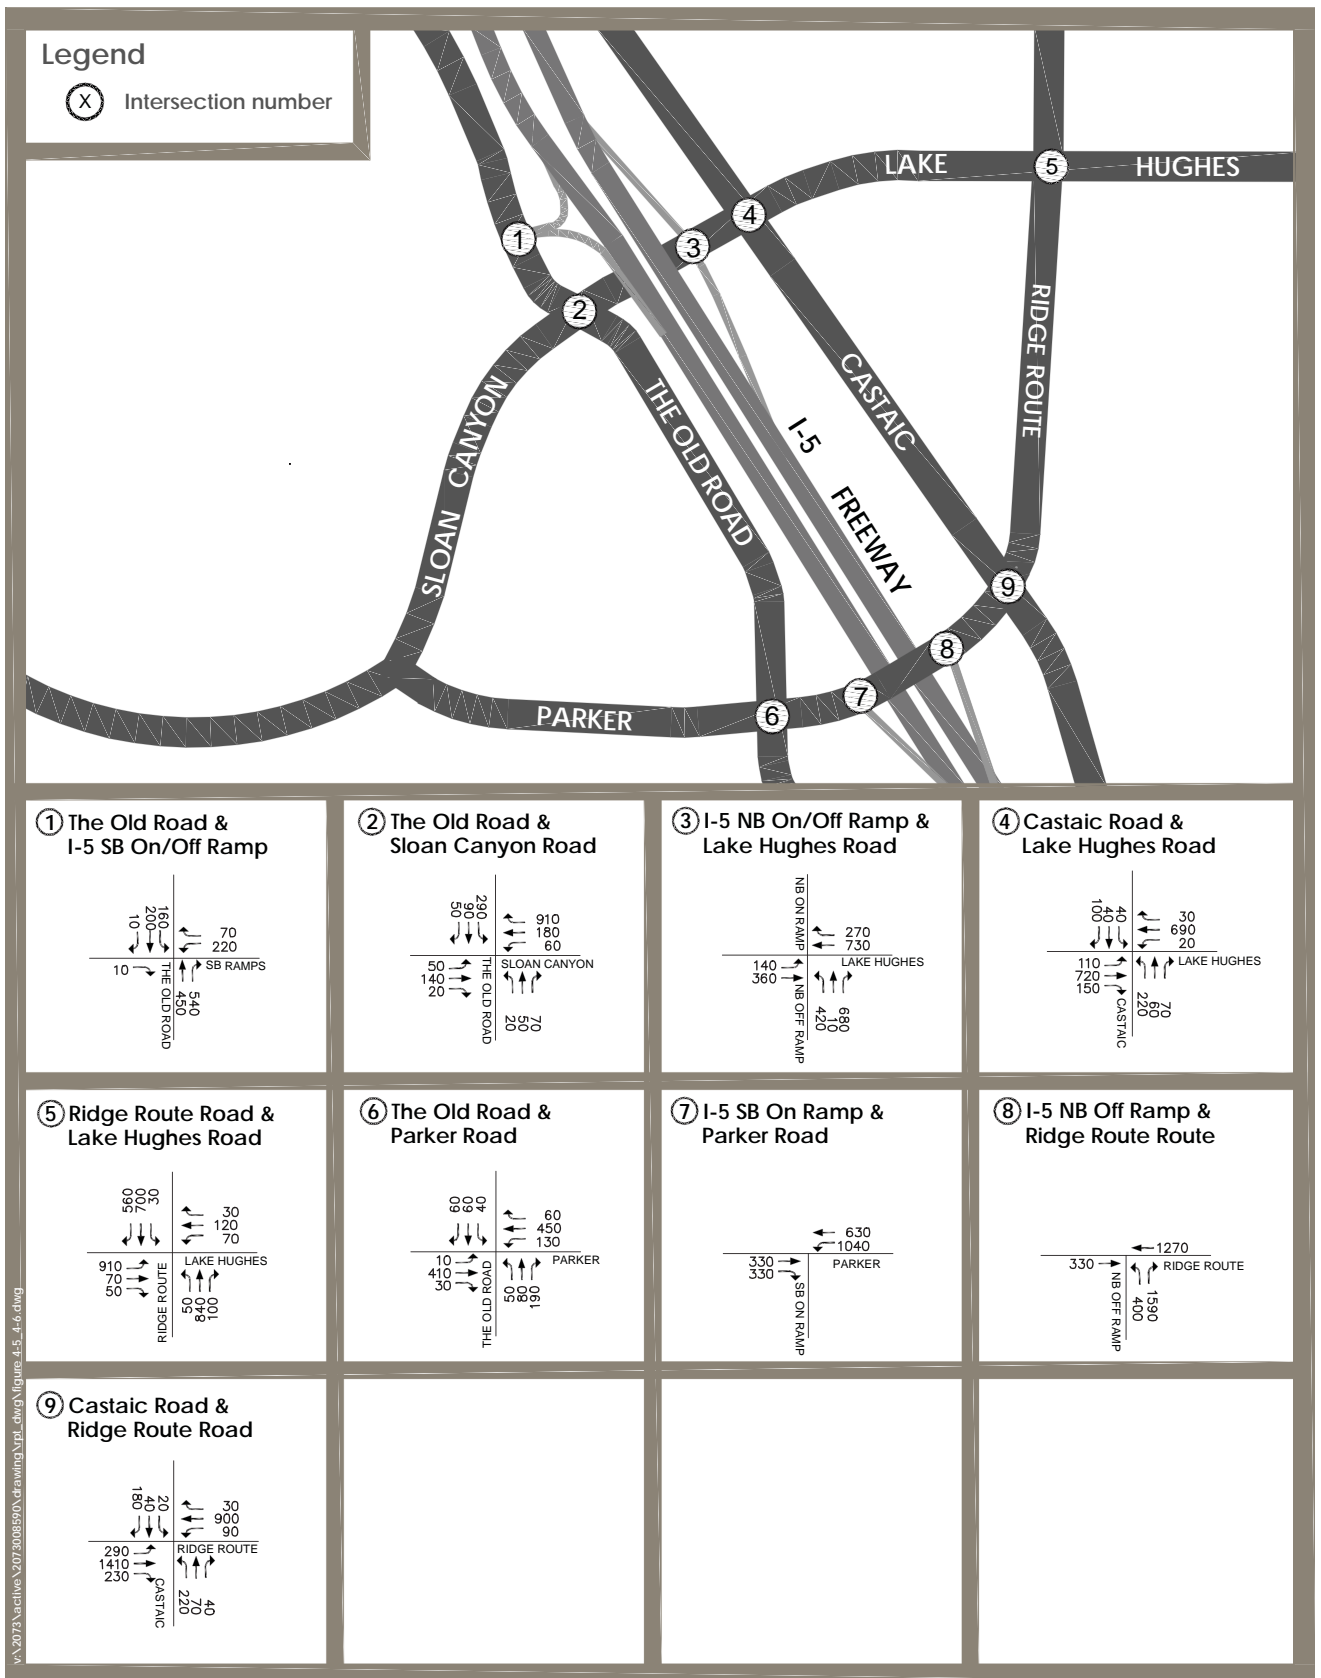 Legend
X Intersection number
LAKE HUGHES
5
4
3
1
2
RIDGE ROUTE
CASTAIC
THE OLD ROAD
SLOAN CANYON
I-5 FREEWAY
9
8
7
6
PARKER
1 The Old Road &
I-5 SB On/Off Ramp
10
200
160
70
220
10
SB RAMPS
THE OLD ROAD
450
540
2 The Old Road &
Sloan Canyon Road
50
90
290
910
180
60
50
140
20
SLOAN CANYON
THE OLD ROAD
20
50
70
3 I-5 NB On/Off Ramp &
Lake Hughes Road
NB ON RAMP
270
730
140
360
LAKE HUGHES
NB OFF RAMP
420
10
680
4 Castaic Road &
Lake Hughes Road
100
40
40
30
690
20
110
720
150
LAKE HUGHES
CASTAIC
220
60
70
5 Ridge Route Road &
Lake Hughes Road
560
700
30
30
120
70
910
70
50
LAKE HUGHES
RIDGE ROUTE
50
840
100
6 The Old Road &
Parker Road
60
60
40
60
450
130
10
410
30
PARKER
THE OLD ROAD
50
80
190
7 I-5 SB On Ramp &
Parker Road
630
1040
330
330
PARKER
SB ON RAMP
8 I-5 NB Off Ramp &
Ridge Route Route
1270
330
RIDGE ROUTE
NB OFF RAMP
400
1590
9 Castaic Road &
Ridge Route Road
180
40
20
30
900
90
290
1410
230
RIDGE ROUTE
CASTAIC
220
70
40
v:\2073\active\2073008590\drawing\rpt_dwg\figure_4-5_4-6.dwg